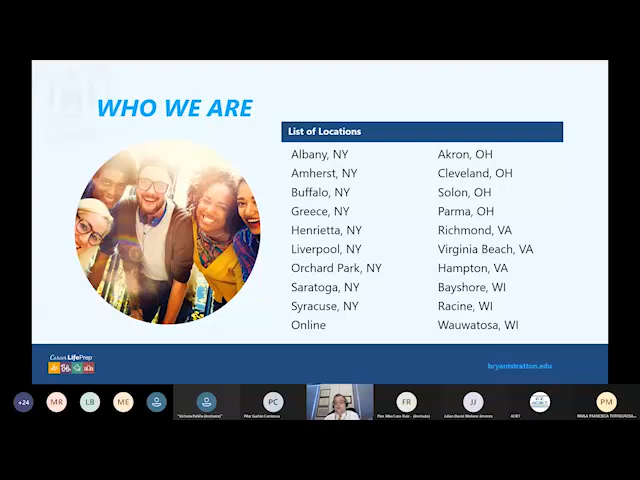 WHO WE ARE
List of Locations
Albany, NY
Amherst, NY
Buffalo, NY
Greece, NY
Henrietta, NY
Liverpool, NY
Orchard Park, NY
Saratoga, NY
Syracuse, NY
Online
Akron, OH
Cleveland, OH
Solon, OH
Parma, OH
Richmond, VA
Virginia Beach, VA
Hampton, VA
Bayshore, WI
Racine, WI
Wauwatosa, WI
Career LifePrep
bryantstratton.edu
+24
MR
LB
ME
PC
FR
JJ
ACIET
PM